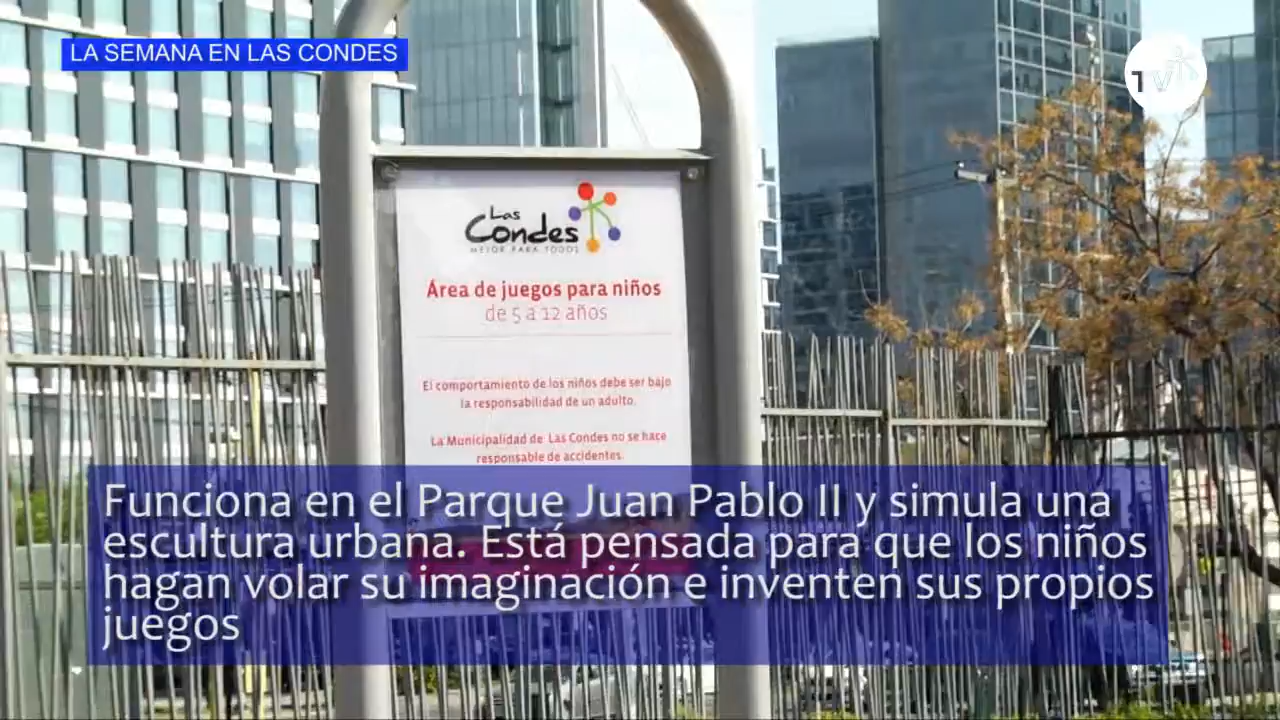 LA SEMANA EN LAS CONDES
1V
Las
Condes
MEJOR PARA TODOS
Área de juegos para niños
de 5 a 12 años
El comportamiento de los niños debe ser bajo
la responsabilidad de un adulto.
La Municipalidad de Las Condes no se hace
responsable de accidentes.
Funciona en el Parque Juan Pablo II y simula una
escultura urbana. Está pensada para que los niños
hagan volar su imaginación e inventen sus propios
juegos